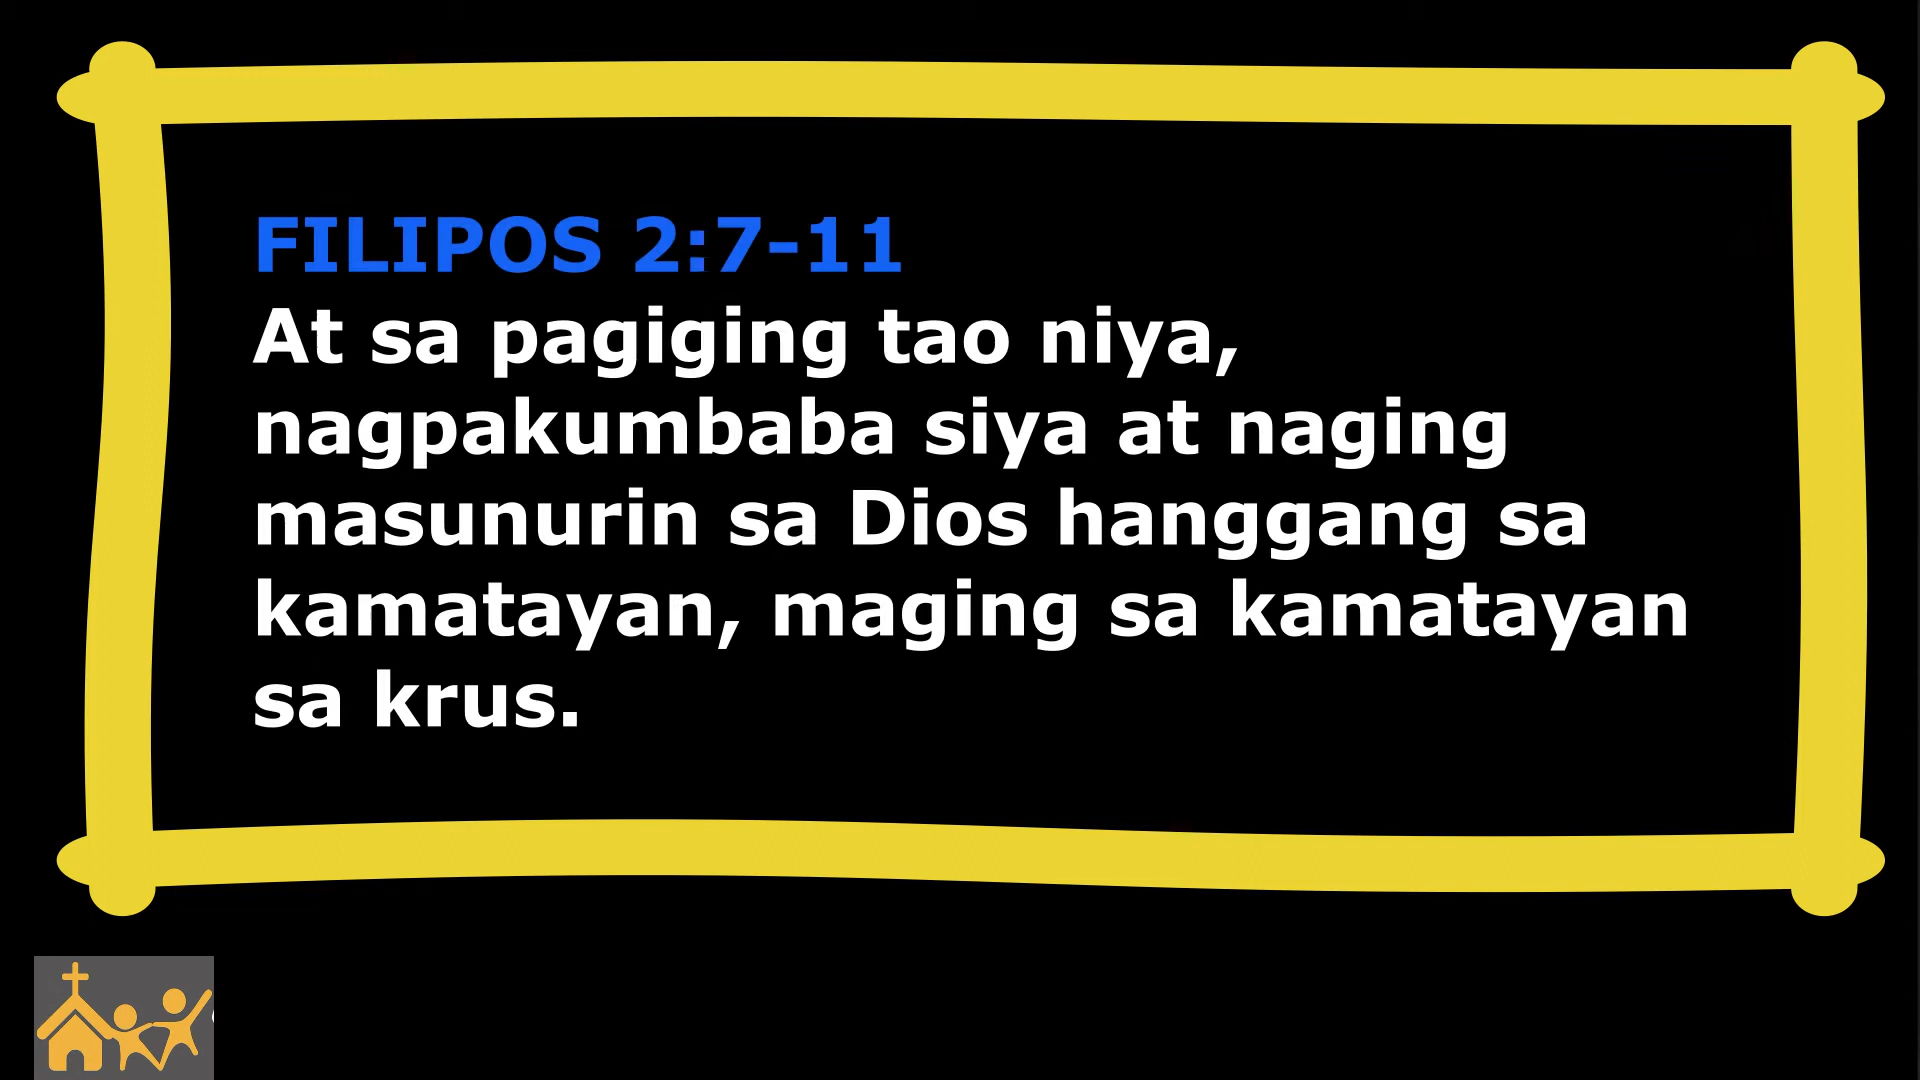 FILIPOS 2:7-11
At sa pagiging tao niya,
nagpakumbaba siya at naging
masunurin sa Dios hanggang sa
kamatayan, maging sa kamatayan
sa krus.